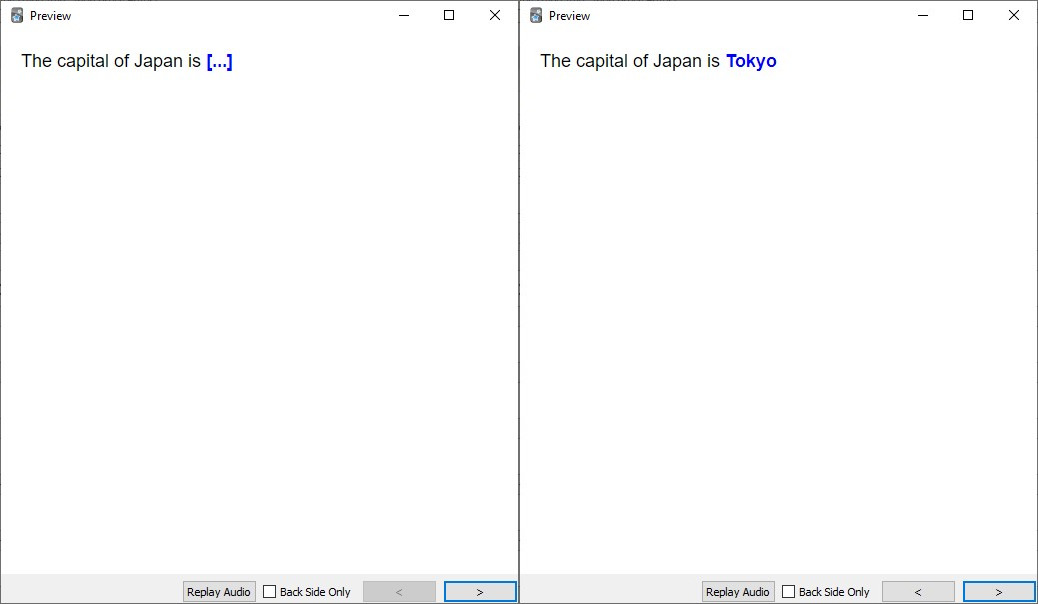 Preview
The capital of Japan is [...]
Replay Audio Back Side Only < >
Preview
The capital of Japan is Tokyo
Replay Audio Back Side Only < >